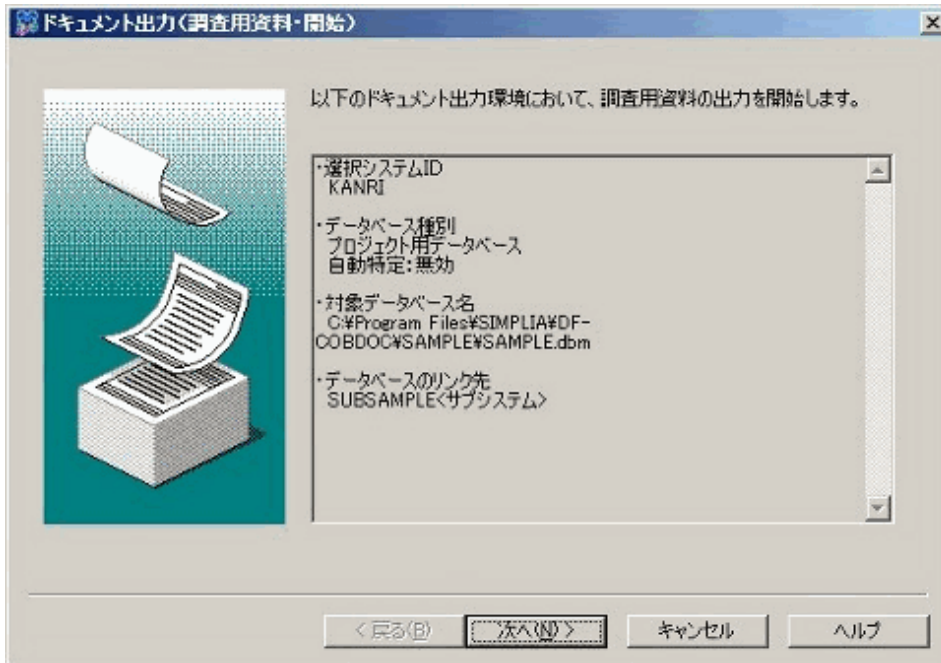 ドキュメント出力(調査用資料・開始)
以下のドキュメント出力環境において、調査用資料の出力を開始します。
・選択システムID
KANRI
・データベース種別
プロジェクト用データベース
自動特定:無効
・対象データベース名
C:¥Program Files¥SIMPLIA¥DF-
COBDOC¥SAMPLE¥SAMPLE.dbm
・データベースのリンク先
SUBSAMPLE<サブシステム>
< 戻る(B) 次へ(N) > キャンセル ヘルプ